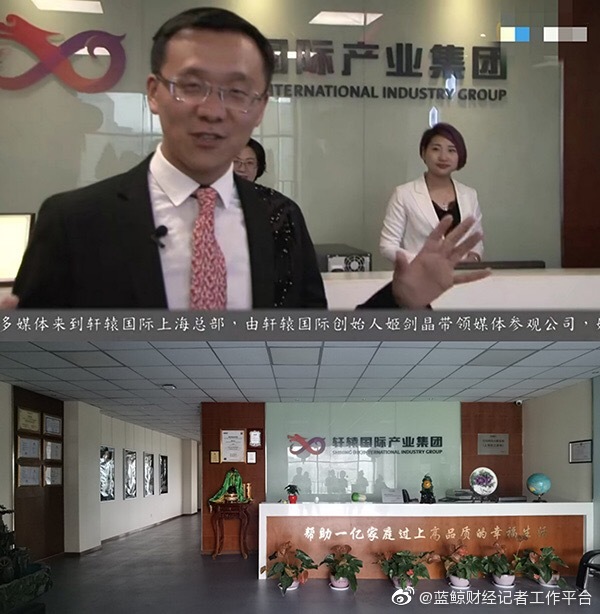 国际产业集团
INTERNATIONAL INDUSTRY GROUP
多媒体来到轩辕国际上海总部，由轩辕国际创始人姬剑晶带领媒体参观公司，
轩辕国际产业集团
INTERNATIONAL INDUSTRY GROUP
帮助一亿家庭过上高品质的幸福生活
@蓝鲸财经记者工作平台